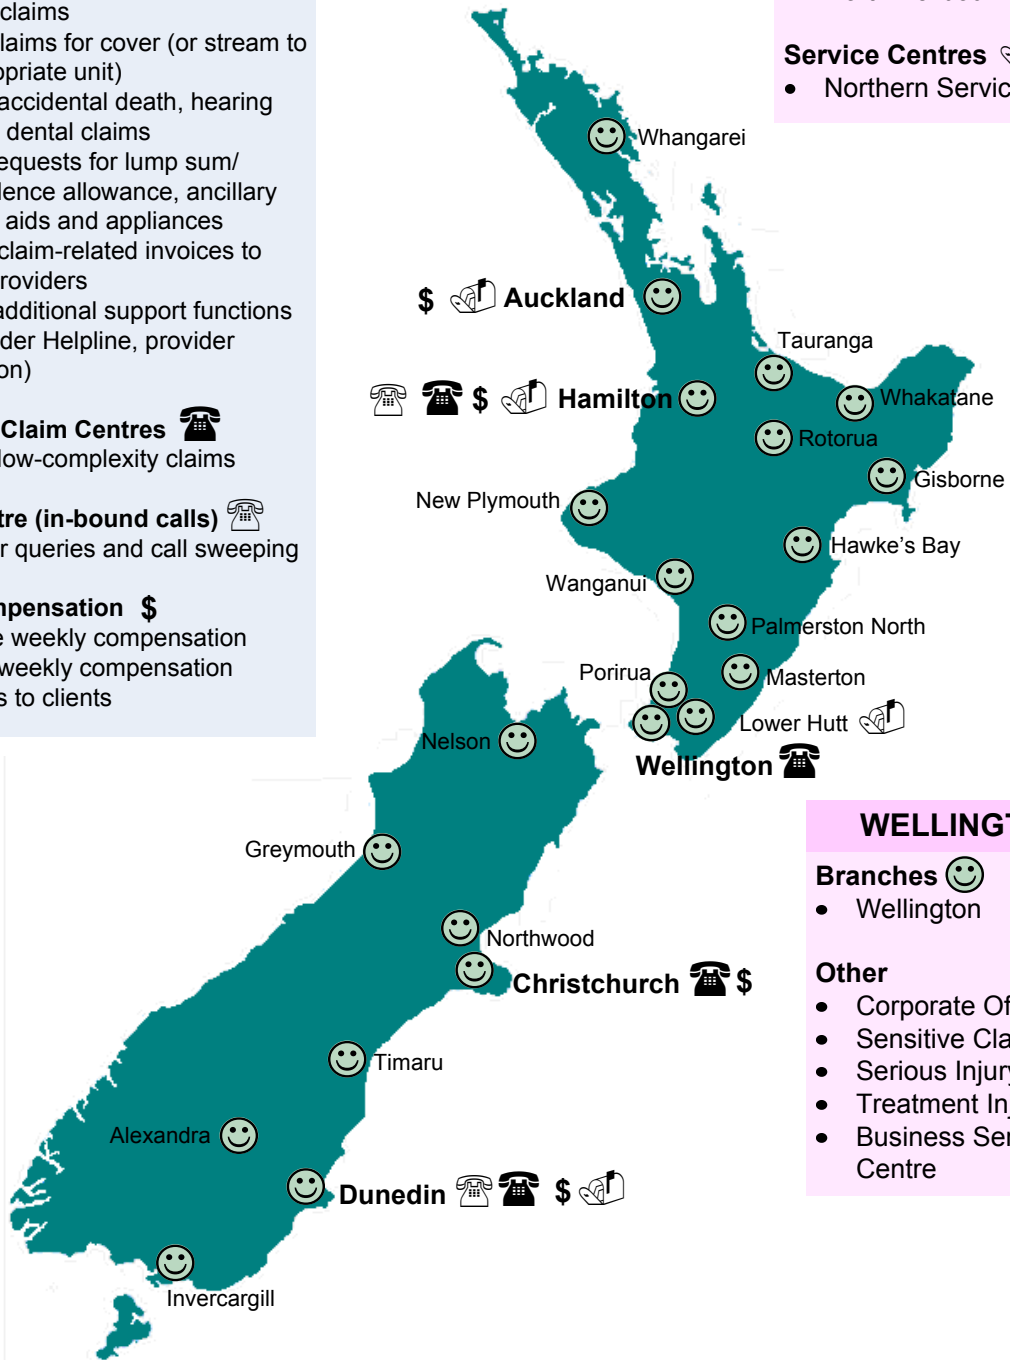 claims
laims for cover (or stream to
opriate unit)
accidental death, hearing
dental claims
equests for lump sum/
lence allowance, ancillary
aids and appliances
claim-related invoices to
roviders
additional support functions
der Helpline, provider
on)
Claim Centres
low-complexity claims
tre (in-bound calls)
r queries and call sweeping
mpensation $
e weekly compensation
weekly compensation
s to clients
Service Centres
• Northern Servic
Whangarei
$ Auckland
Tauranga
$ Hamilton
Whakatane
Rotorua
Gisborne
New Plymouth
Hawke's Bay
Wanganui
Palmerston North
Porirua
Masterton
Lower Hutt
Wellington
Nelson
Greymouth
Northwood
Christchurch $
Timaru
Alexandra
Dunedin $
Invercargill
WELLINGT
Branches
• Wellington
Other
• Corporate Of
• Sensitive Cla
• Serious Injury
• Treatment Inj
• Business Ser
Centre